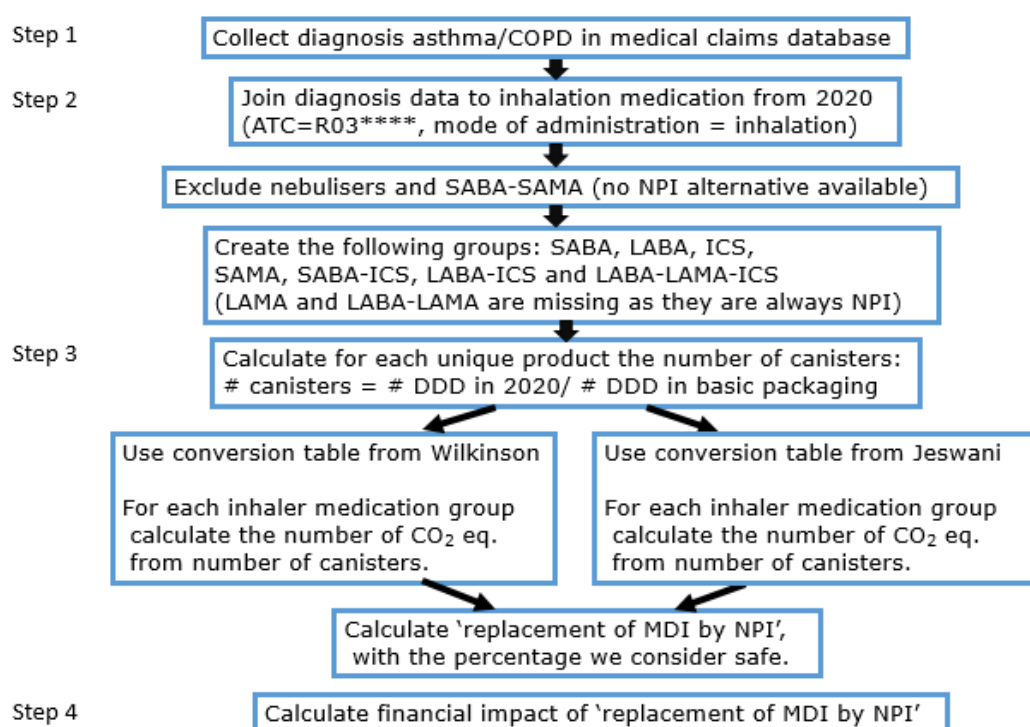 Step 1
Collect diagnosis asthma/COPD in medical claims database
Step 2
Join diagnosis data to inhalation medication from 2020
(ATC=R03****, mode of administration = inhalation)
Exclude nebulisers and SABA-SAMA (no NPI alternative available)
Create the following groups: SABA, LABA, ICS,
SAMA, SABA-ICS, LABA-ICS and LABA-LAMA-ICS
(LAMA and LABA-LAMA are missing as they are always NPI)
Step 3
Calculate for each unique product the number of canisters:
# canisters = # DDD in 2020/ # DDD in basic packaging
Use conversion table from Wilkinson
For each inhaler medication group
calculate the number of CO₂ eq.
from number of canisters.
Use conversion table from Jeswani
For each inhaler medication group
calculate the number of CO₂ eq.
from number of canisters.
Calculate ‘replacement of MDI by NPI’,
with the percentage we consider safe.
Step 4
Calculate financial impact of ‘replacement of MDI by NPI’